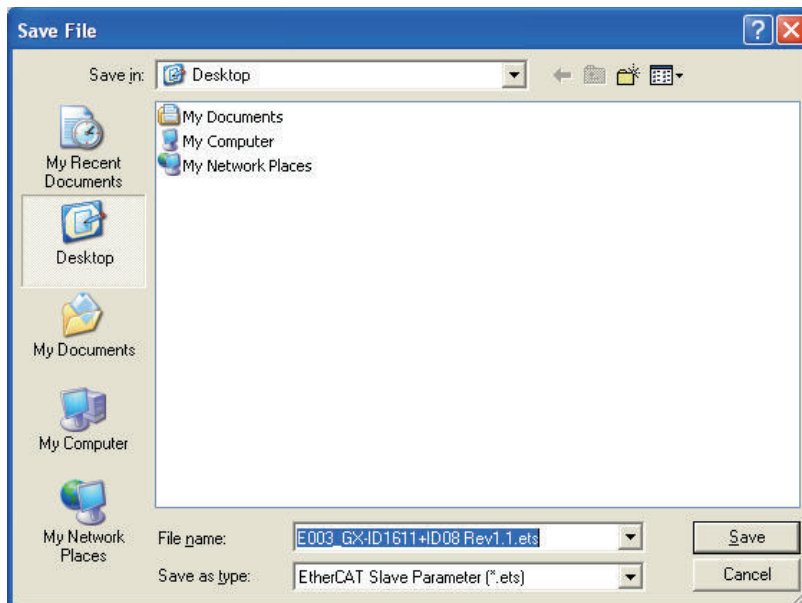 Save File
Save in:
Desktop
My Documents
My Computer
My Network Places
My Recent
Documents
Desktop
My Documents
My Computer
My Network
Places
File name:
E003_GX-ID1611+ID08 Rev1.1.ets
Save
Save as type:
EtherCAT Slave Parameter (*.ets)
Cancel